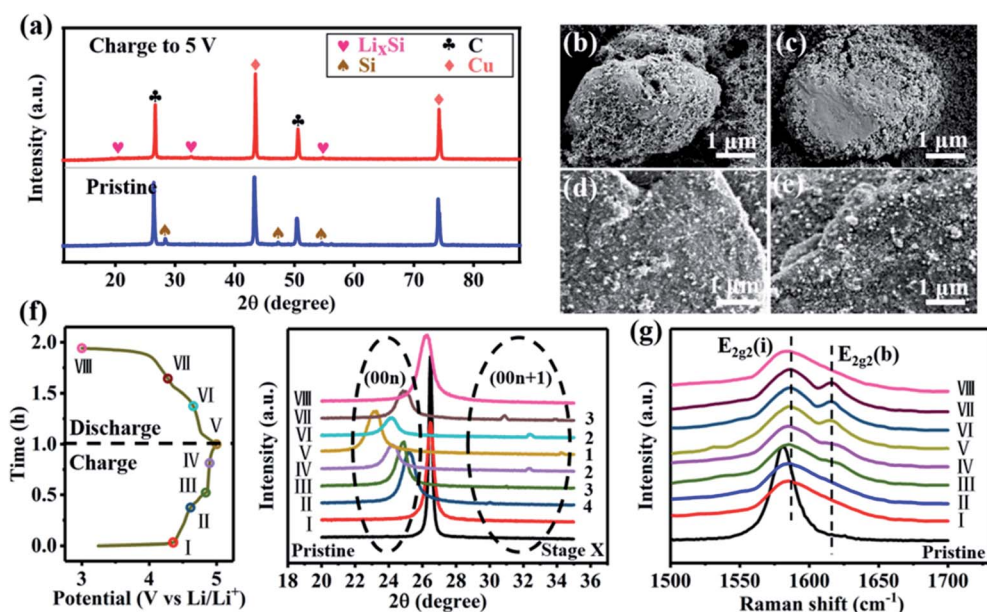 (a)
Charge to 5 V
♥ LiₓSi ♣ C
♠ Si ♦ Cu
Pristine
Intensity (a.u.)
20 30 40 50 60 70 80
2θ (degree)
(b)
1 μm
(c)
1 μm
(d)
1 μm
(e)
1 μm
(f)
2.0
1.5
1.0
0.5
0.0
Time (h)
Discharge
Charge
VIII
VII
VI
V
IV
III
II
I
3 4 5
Potential (V vs Li/Li⁺)
Intensity (a.u.)
(00n) (00n+1)
VIII
VII 3
VI 2
V 1
IV 2
III 3
II 4
I
Pristine Stage X
18 20 22 24 26 28 30 32 34 36
2θ (degree)
(g)
E2g2(i) E2g2(b)
Intensity (a.u.)
VIII
VII
VI
V
IV
III
II
I
Pristine
1500 1550 1600 1650 1700
Raman shift (cm⁻¹)